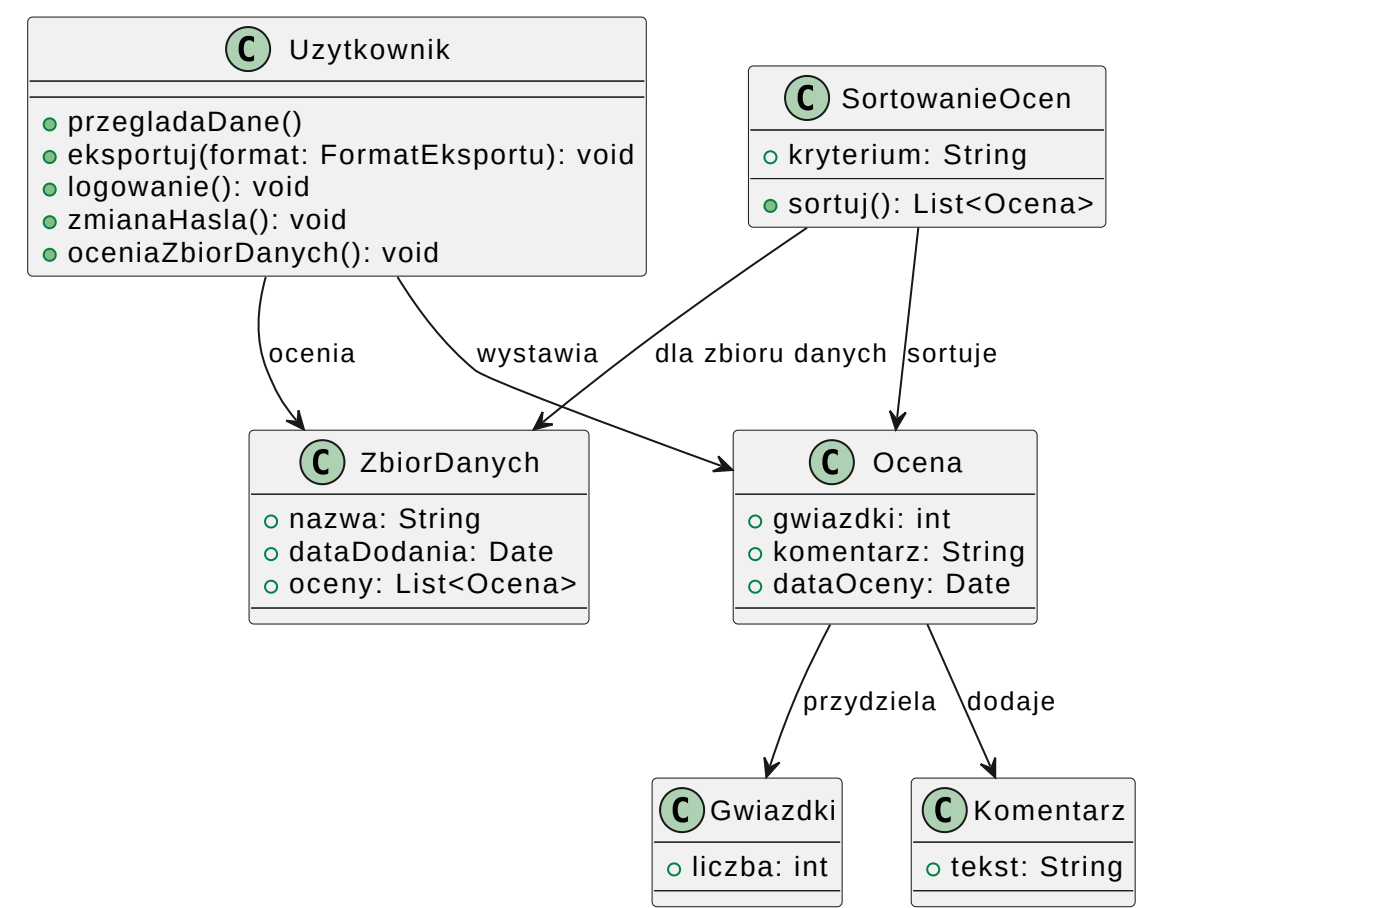 C Uzytkownik
przegladaDane()
eksportuj(format: FormatEksportu): void
logowanie(): void
zmianaHasla(): void
oceniaZbiorDanych(): void
C SortowanieOcen
kryterium: String
sortuj(): List<Ocena>
ocenia
wystawia
dla zbioru danych
sortuje
C ZbiorDanych
nazwa: String
dataDodania: Date
oceny: List<Ocena>
C Ocena
gwiazdki: int
komentarz: String
dataOceny: Date
przydziela
dodaje
C Gwiazdki
liczba: int
C Komentarz
tekst: String